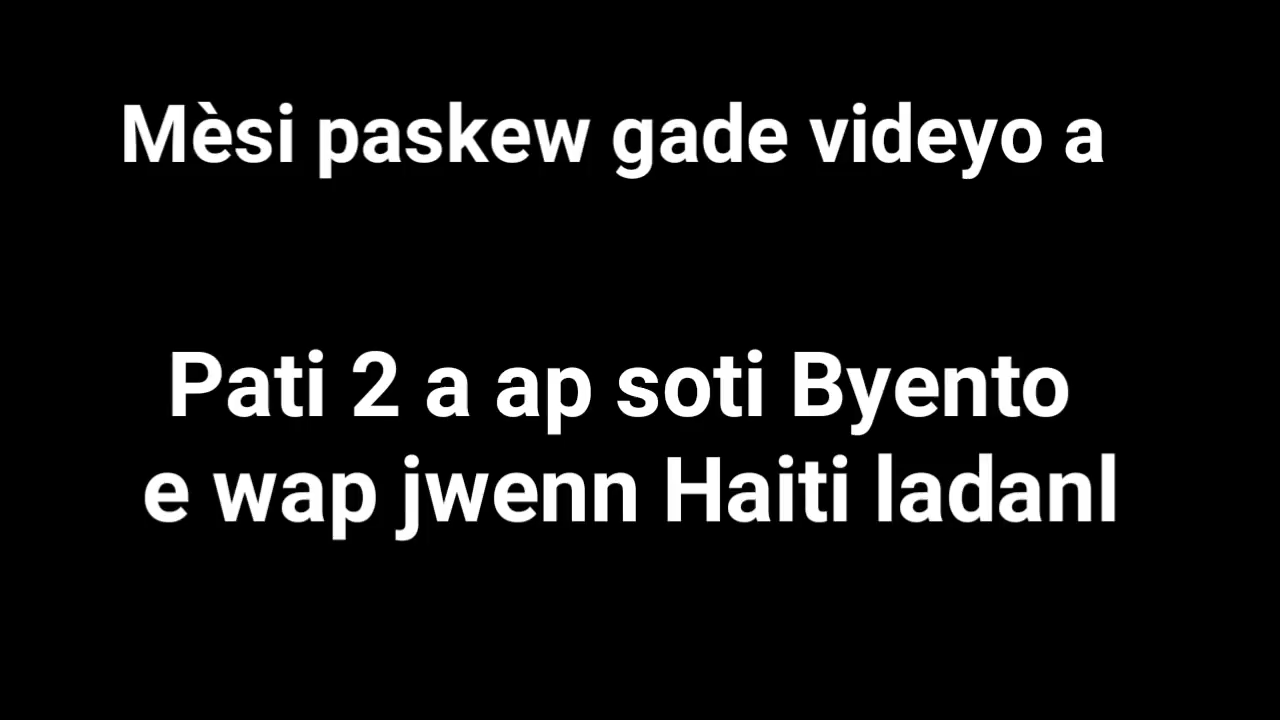 Mèsi paskew gade videyo a
Pati 2 a ap soti Byento
e wap jwenn Haiti ladanl